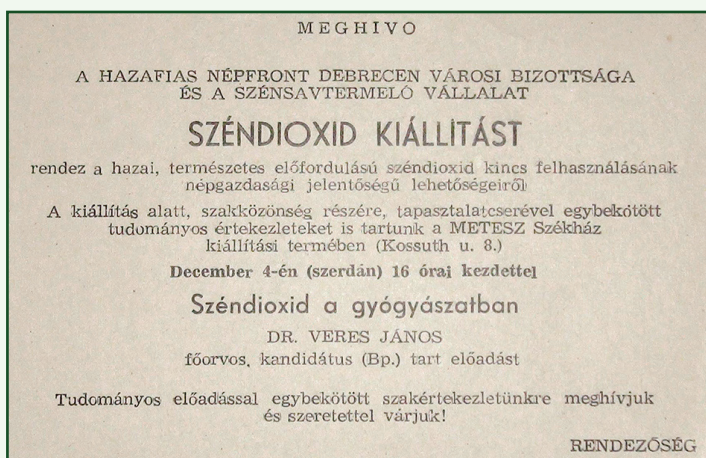 MEGHIVO
A HAZAFIAS NÉPFRONT DEBRECEN VÁROSI BIZOTTSÁGA
ÉS A SZÉNSAVTERMELŐ VÁLLALAT
SZÉNDIOXID KIÁLLÍTÁST
rendez a hazai, természetes előfordulású széndioxid kincs felhasználásának
népgazdasági jelentőségű lehetőségeiről
A kiállítás alatt, szakközönség részére, tapasztalatcserével egybekötött
tudományos értekezleteket is tartunk a METESZ Székház
kiállítási termében (Kossuth u. 8.)
December 4-én (szerdán) 16 órai kezdettel
Széndioxid a gyógyászatban
DR. VERES JÁNOS
főorvos, kandidátus (Bp.) tart előadást
Tudományos előadással egybekötött szakértekezletünkre meghívjuk
és szeretettel várjuk!
RENDEZŐSÉG